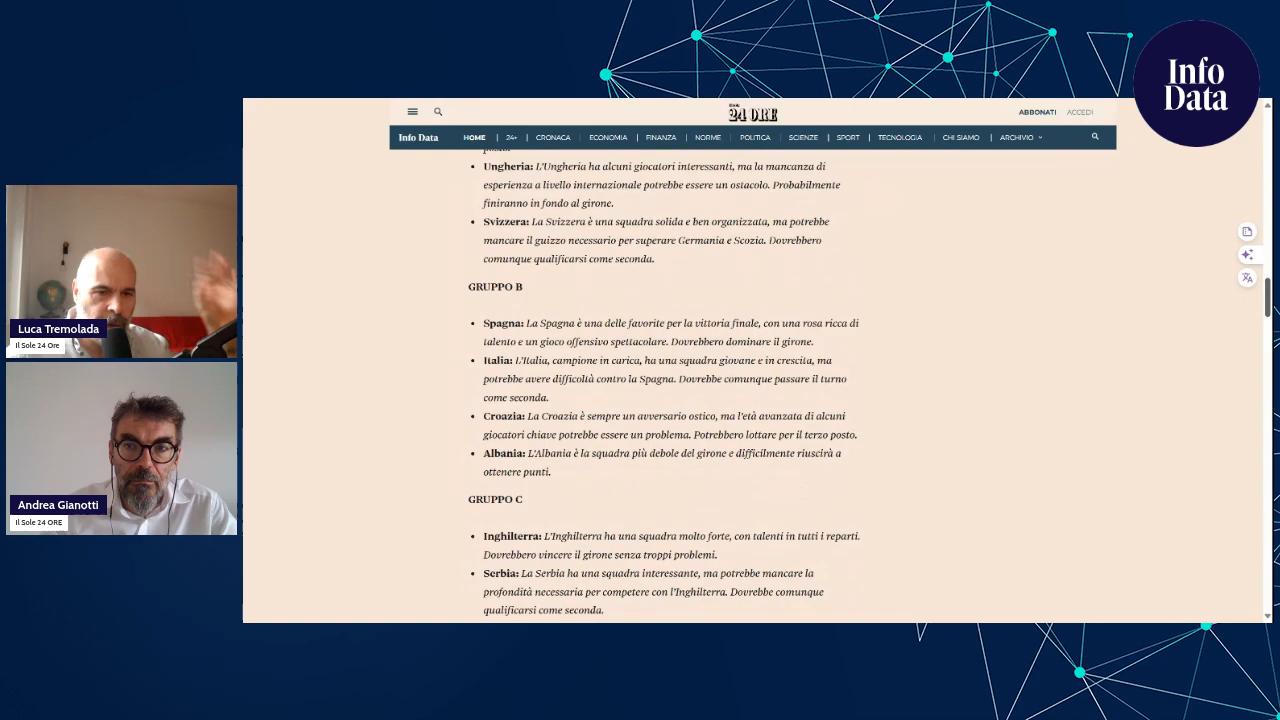 Info
Data
24 ORE
ABBONATI
ACCEDI
Info Data
HOME
24+
CRONACA
ECONOMIA
FINANZA
NORME
POLITICA
SCIENZE
SPORT
TECNOLOGIA
CHI SIAMO
ARCHIVIO
Ungheria: L'Ungheria ha alcuni giocatori interessanti, ma la mancanza di
esperienza a livello internazionale potrebbe essere un ostacolo. Probabilmente
finiranno in fondo al girone.
Svizzera: La Svizzera è una squadra solida e ben organizzata, ma potrebbe
mancare il guizzo necessario per superare Germania e Scozia. Dovrebbero
comunque qualificarsi come seconda.
GRUPPO B
Spagna: La Spagna è una delle favorite per la vittoria finale, con una rosa ricca di
talento e un gioco offensivo spettacolare. Dovrebbero dominare il girone.
Italia: L'Italia, campione in carica, ha una squadra giovane e in crescita, ma
potrebbe avere difficoltà contro la Spagna. Dovrebbe comunque passare il turno
come seconda.
Croazia: La Croazia è sempre un avversario ostico, ma l'età avanzata di alcuni
giocatori chiave potrebbe essere un problema. Potrebbero lottare per il terzo posto.
Albania: L'Albania è la squadra più debole del girone e difficilmente riuscirà a
ottenere punti.
GRUPPO C
Inghilterra: L'Inghilterra ha una squadra molto forte, con talenti in tutti i reparti.
Dovrebbero vincere il girone senza troppi problemi.
Serbia: La Serbia ha una squadra interessante, ma potrebbe mancare la
profondità necessaria per competere con l'Inghilterra. Dovrebbe comunque
qualificarsi come seconda.
Luca Tremolada
Il Sole 24 Ore
Andrea Gianotti
Il Sole 24 ORE